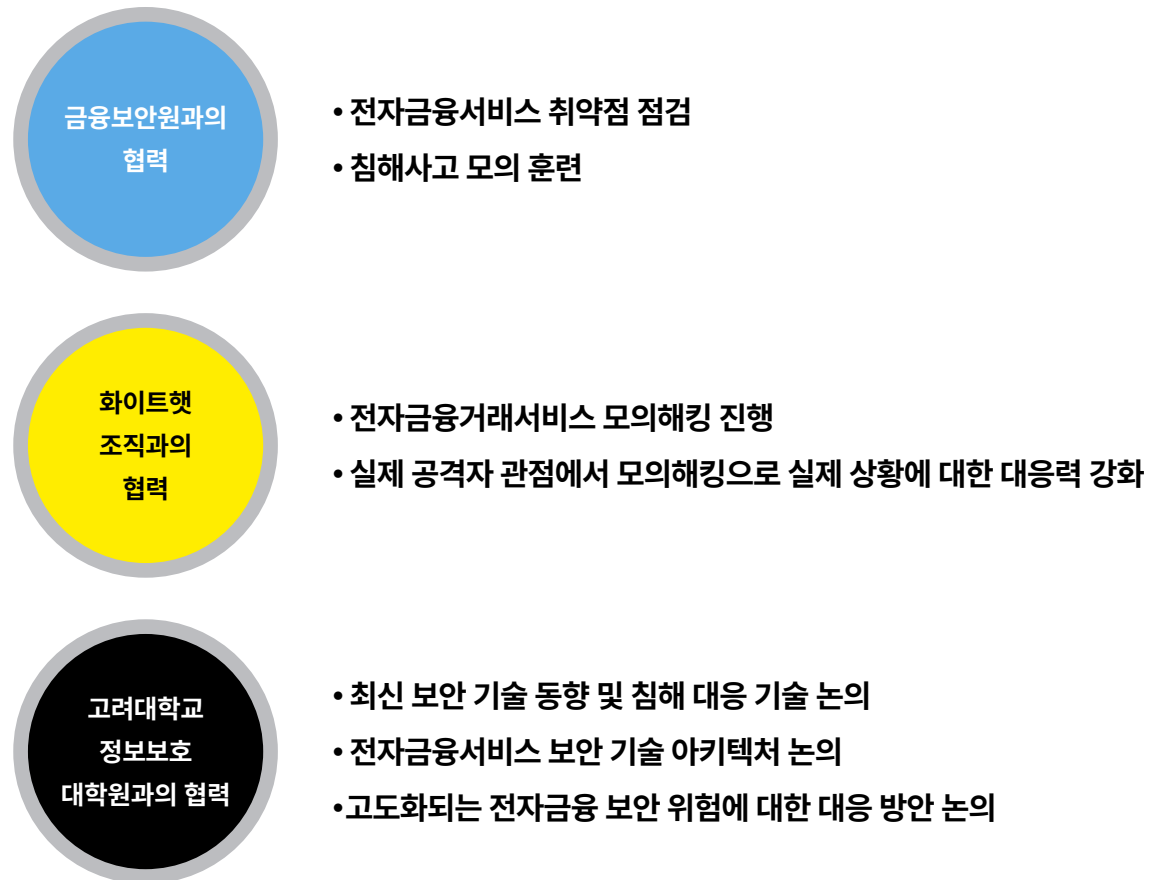 금융보안원과의
협력
• 전자금융서비스 취약점 점검
• 침해사고 모의 훈련
화이트햇
조직과의
협력
• 전자금융거래서비스 모의해킹 진행
• 실제 공격자 관점에서 모의해킹으로 실제 상황에 대한 대응력 강화
고려대학교
정보보호
대학원과의 협력
• 최신 보안 기술 동향 및 침해 대응 기술 논의
• 전자금융서비스 보안 기술 아키텍처 논의
•고도화되는 전자금융 보안 위험에 대한 대응 방안 논의